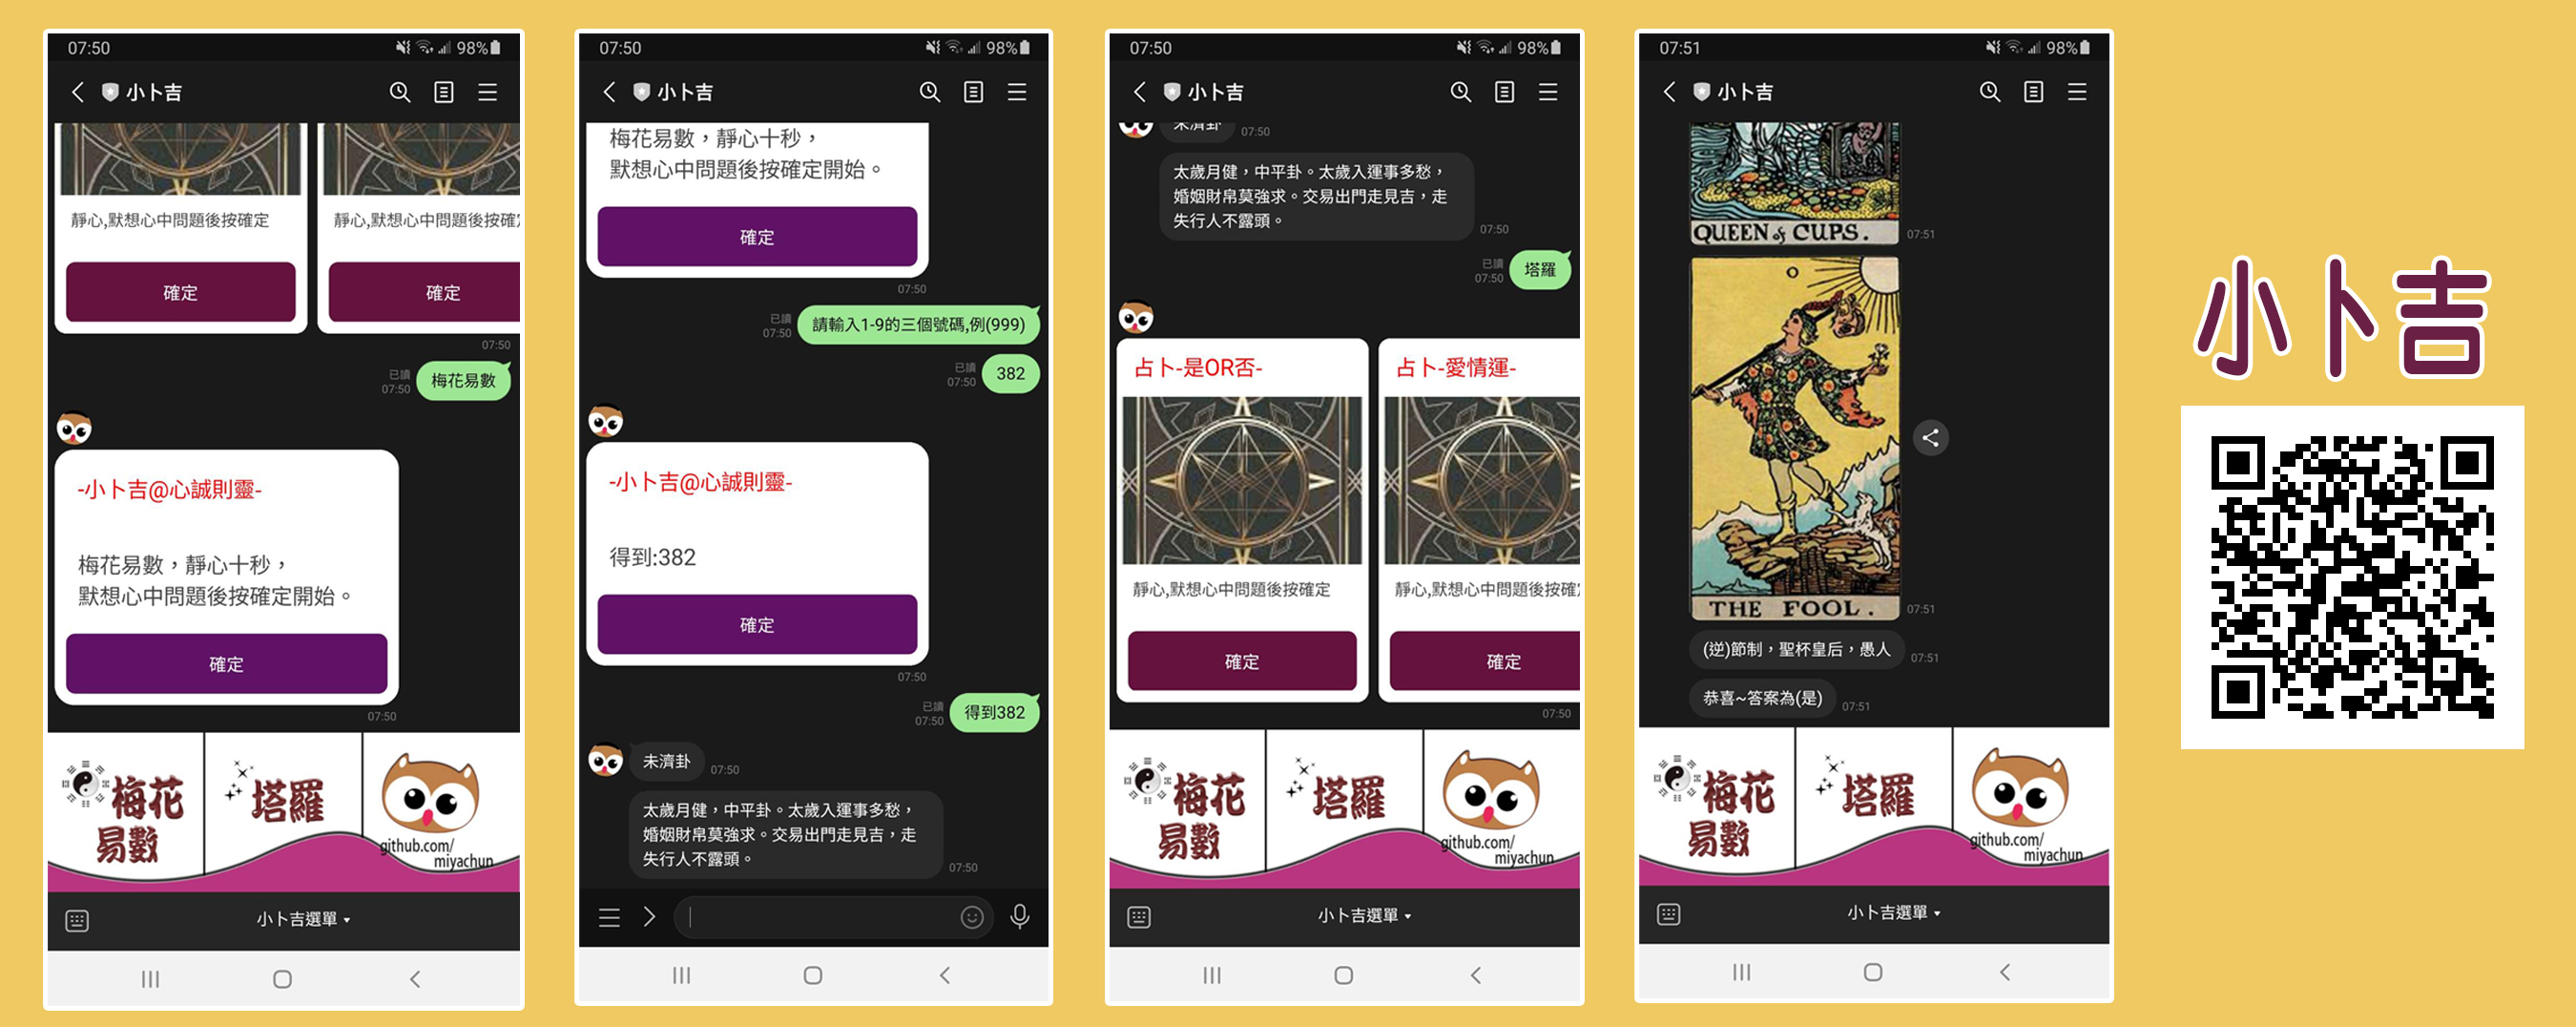 07:50
98%
小卜吉
靜心,默想心中問題後按確定
靜心,默想心中問題後按確
確定
確定
07:50
已讀
07:50
梅花易數
-小卜吉@心誠則靈-
梅花易數，靜心十秒，
默想心中問題後按確定開始。
確定
07:50
梅花
易數
塔羅
github.com/
miyachun
小卜吉選單
07:50
98%
小卜吉
梅花易數，靜心十秒，
默想心中問題後按確定開始。
確定
07:50
已讀
07:50
請輸入1-9的三個號碼,例(999)
已讀
07:50
382
-小卜吉@心誠則靈-
得到:382
確定
07:50
已讀
07:50
得到382
未濟卦
07:50
太歲月健，中平卦。太歲入運事多愁，
婚姻財帛莫強求。交易出門走見吉，走
失行人不露頭。
07:50
07:50
98%
小卜吉
未濟卦
07:50
太歲月健，中平卦。太歲入運事多愁，
婚姻財帛莫強求。交易出門走見吉，走
失行人不露頭。
07:50
已讀
07:50
塔羅
占卜-是OR否-
占卜-愛情運-
靜心,默想心中問題後按確定
靜心,默想心中問題後按確
確定
確定
07:50
梅花
易數
塔羅
github.com/
miyachun
小卜吉選單
07:51
98%
小卜吉
QUEEN of CUPS.
07:51
0
THE FOOL.
07:51
(逆)節制，聖杯皇后，愚人
07:51
恭喜~答案為(是)
07:51
梅花
易數
塔羅
github.com/
miyachun
小卜吉選單
小卜吉